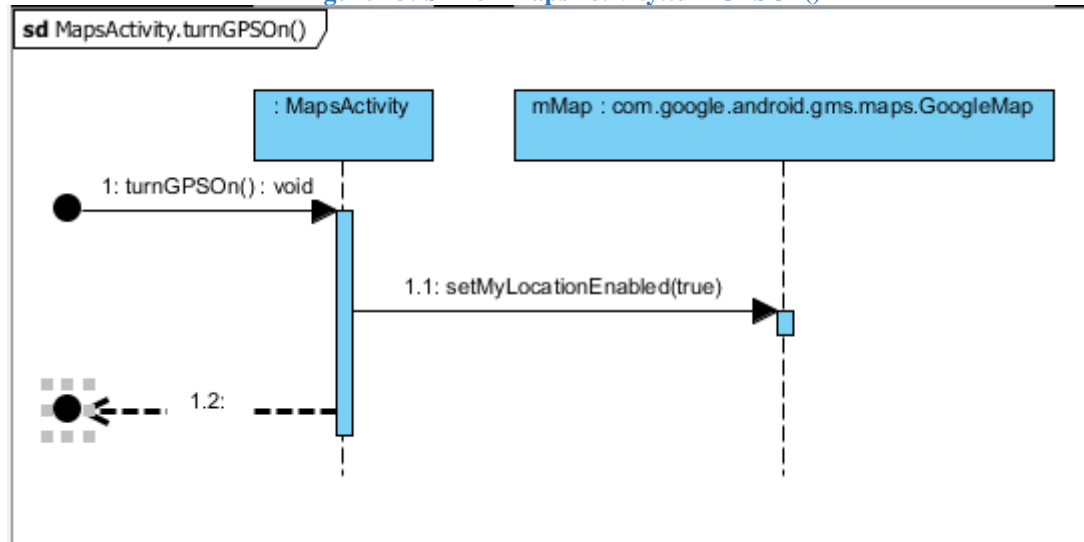 sd MapsActivity.turnGPSOn()
: MapsActivity
mMap : com.google.android.gms.maps.GoogleMap
1: turnGPSOn() : void
1.1: setMyLocationEnabled(true)
1.2: